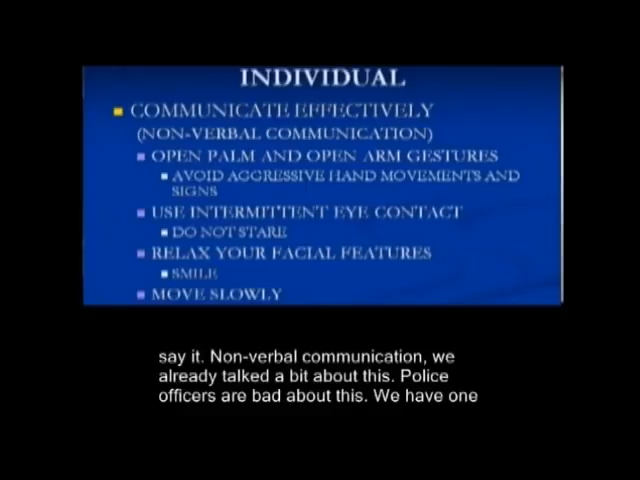 INDIVIDUAL
COMMUNICATE EFFECTIVELY
(NON-VERBAL COMMUNICATION)
OPEN PALM AND OPEN ARM GESTURES
AVOID AGGRESSIVE HAND MOVEMENTS AND
SIGNS
USE INTERMITTENT EYE CONTACT
DO NOT STARE
RELAX YOUR FACIAL FEATURES
SMILE
MOVE SLOWLY
say it. Non-verbal communication, we
already talked a bit about this. Police
officers are bad about this. We have one